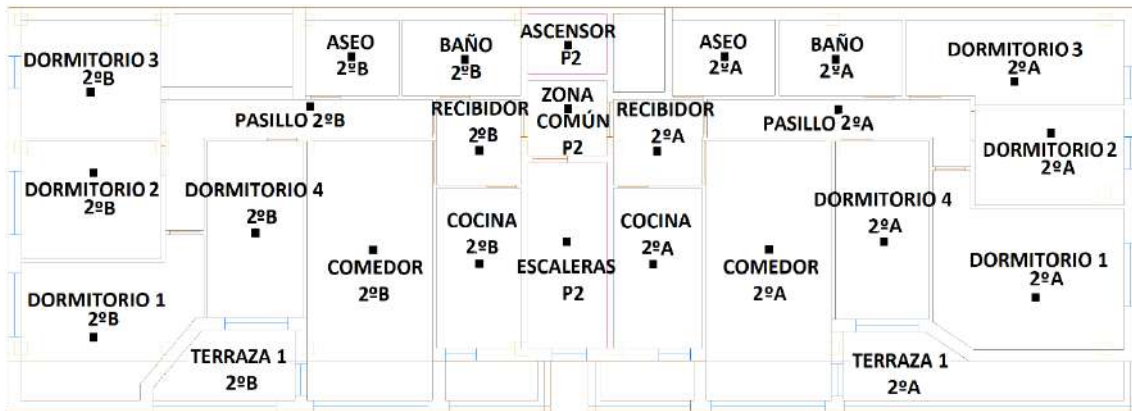 DORMITORIO 3
2ºB
ASEO
2ºB
BAÑO
2ºB
ASCENSOR
P2
ASEO
2ºA
BAÑO
2ºA
DORMITORIO 3
2ºA
PASILLO 2ºB
RECIBIDOR
2ºB
ZONA
COMÚN
P2
RECIBIDOR
2ºA
PASILLO 2ºA
DORMITORIO 2
2ºA
DORMITORIO 2
2ºB
DORMITORIO 4
2ºB
COCINA
2ºB
ESCALERAS
P2
COCINA
2ºA
DORMITORIO 4
2ºA
COMEDOR
2ºB
COMEDOR
2ºA
DORMITORIO 1
2ºA
DORMITORIO 1
2ºB
TERRAZA 1
2ºB
TERRAZA 1
2ºA